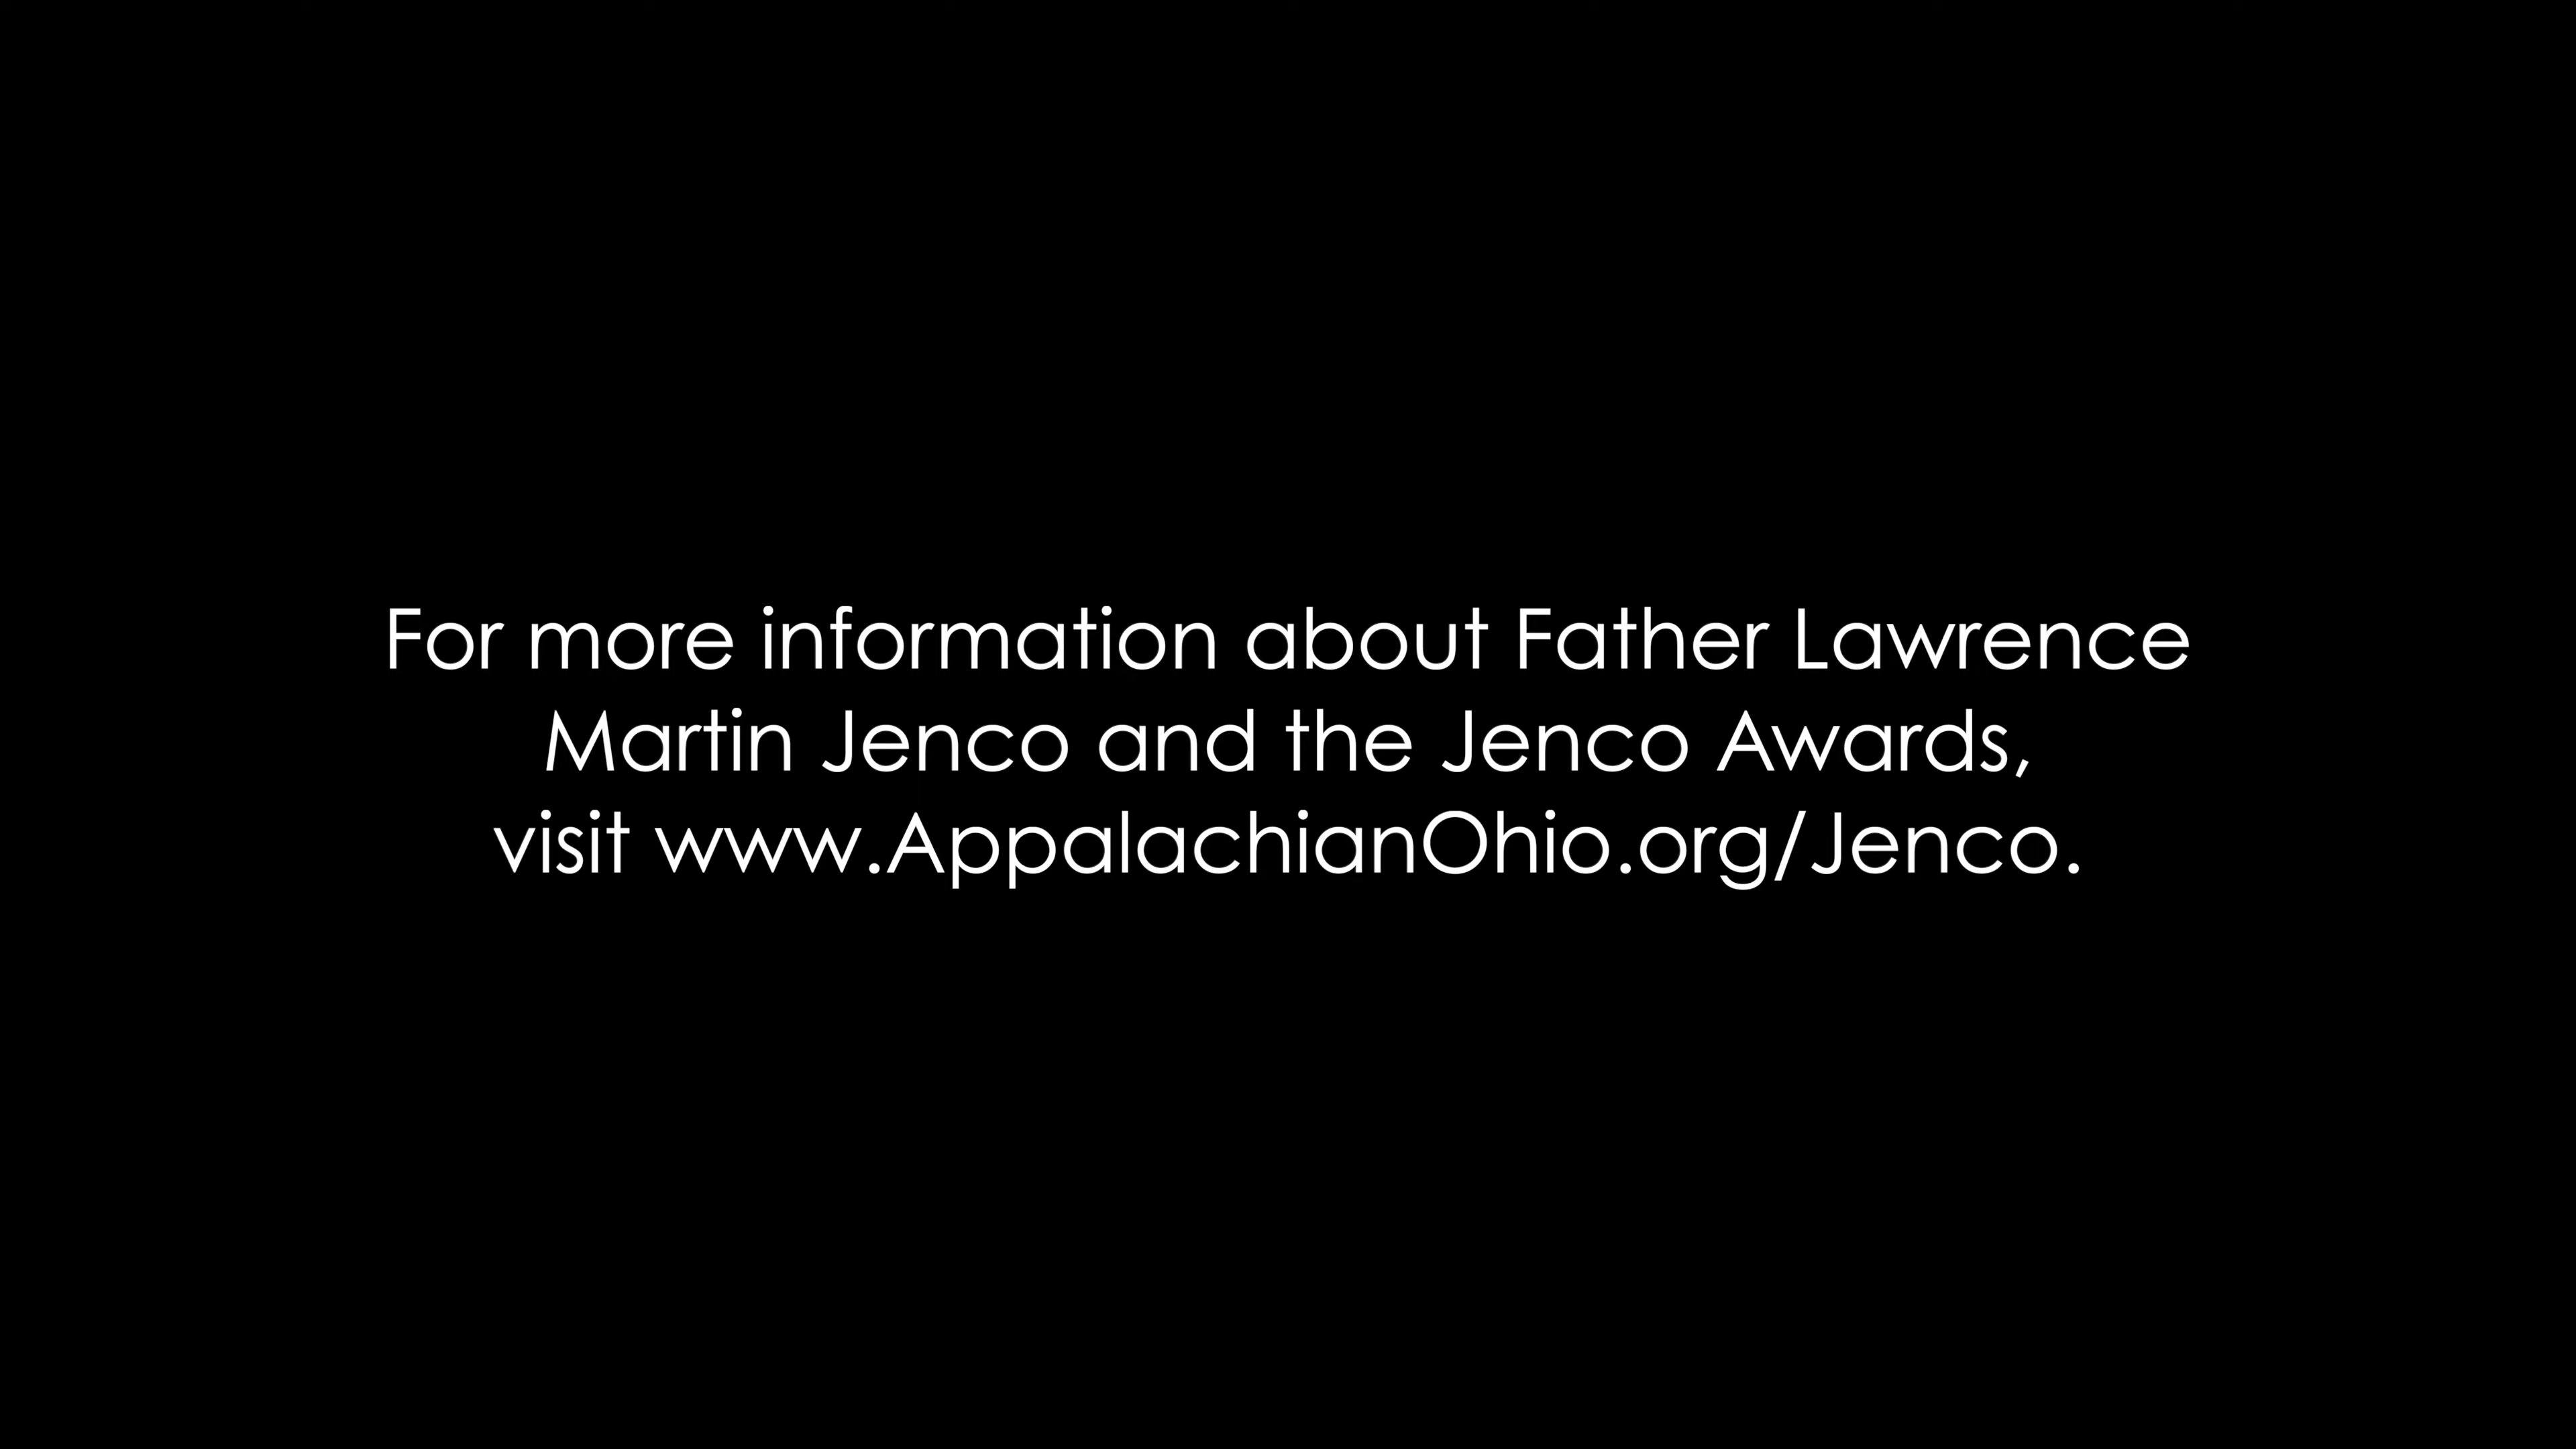 For more information about Father Lawrence
Martin Jenco and the Jenco Awards,
visit www.AppalachianOhio.org/Jenco.